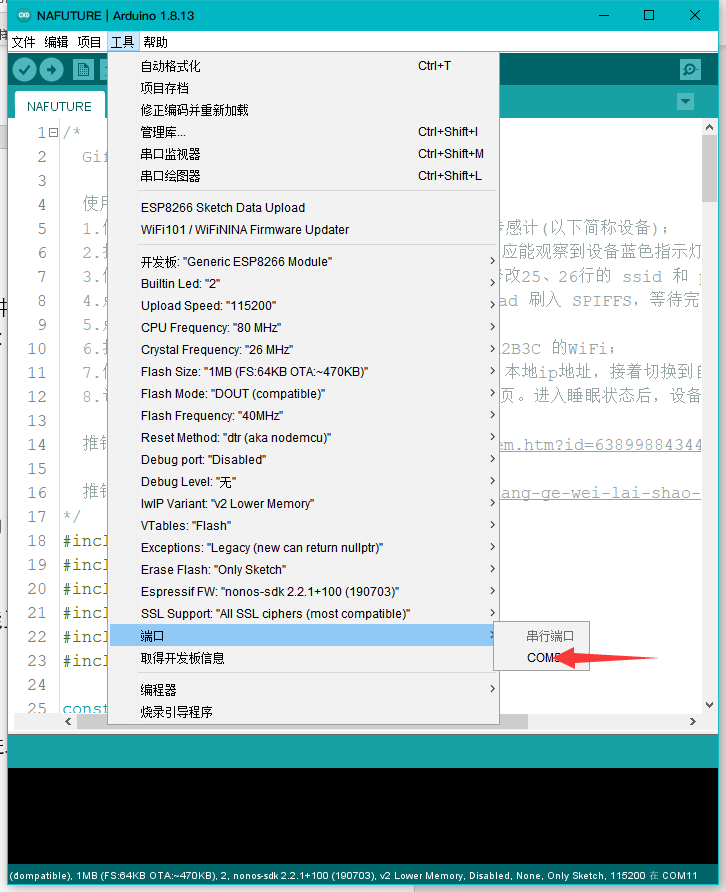 NAFUTURE | Arduino 1.8.13
文件 编辑 项目 工具 帮助
NAFUTURE
自动格式化 Ctrl+T
项目存档
修正编码并重新加载
管理库... Ctrl+Shift+I
串口监视器 Ctrl+Shift+M
串口绘图器 Ctrl+Shift+L
ESP8266 Sketch Data Upload
WiFi101 / WiFiNINA Firmware Updater
开发板: "Generic ESP8266 Module"
Builtin Led: "2"
Upload Speed: "115200"
CPU Frequency: "80 MHz"
Crystal Frequency: "26 MHz"
Flash Size: "1MB (FS:64KB OTA:~470KB)"
Flash Mode: "DOUT (compatible)"
Flash Frequency: "40MHz"
Reset Method: "dtr (aka nodemcu)"
Debug port: "Disabled"
Debug Level: "无"
lwIP Variant: "v2 Lower Memory"
VTables: "Flash"
Exceptions: "Legacy (new can return nullptr)"
Erase Flash: "Only Sketch"
Espressif FW: "nonos-sdk 2.2.1+100 (190703)"
SSL Support: "All SSL ciphers (most compatible)"
端口
取得开发板信息
编程器
烧录引导程序
串行端口
1 /*
2 Gif
3
4 使用
5 1. 传感计(以下简称设备);
6 2. 应能观察到设备蓝色指示灯
7 3. 改25、26行的 ssid 和
8 4. ad 刷入 SPIFFS，等待完
9 5.
10 6. A2B3C 的WiFi;
11 7. 本地ip地址，接着切换到
12 8. 页。进入睡眠状态后，设备
13
14 em.htm?id=63899884344
15
16 ang-ge-wei-lai-shao-
17 */
18 #incl
19 #incl
20 #incl
21 #incl
22 #incl
23 #incl
24
25 const
(compatible), 1MB (FS:64KB OTA:~470KB), 2, nonos-sdk 2.2.1+100 (190703), v2 Lower Memory, Disabled, None, Only Sketch, 115200 在 COM11